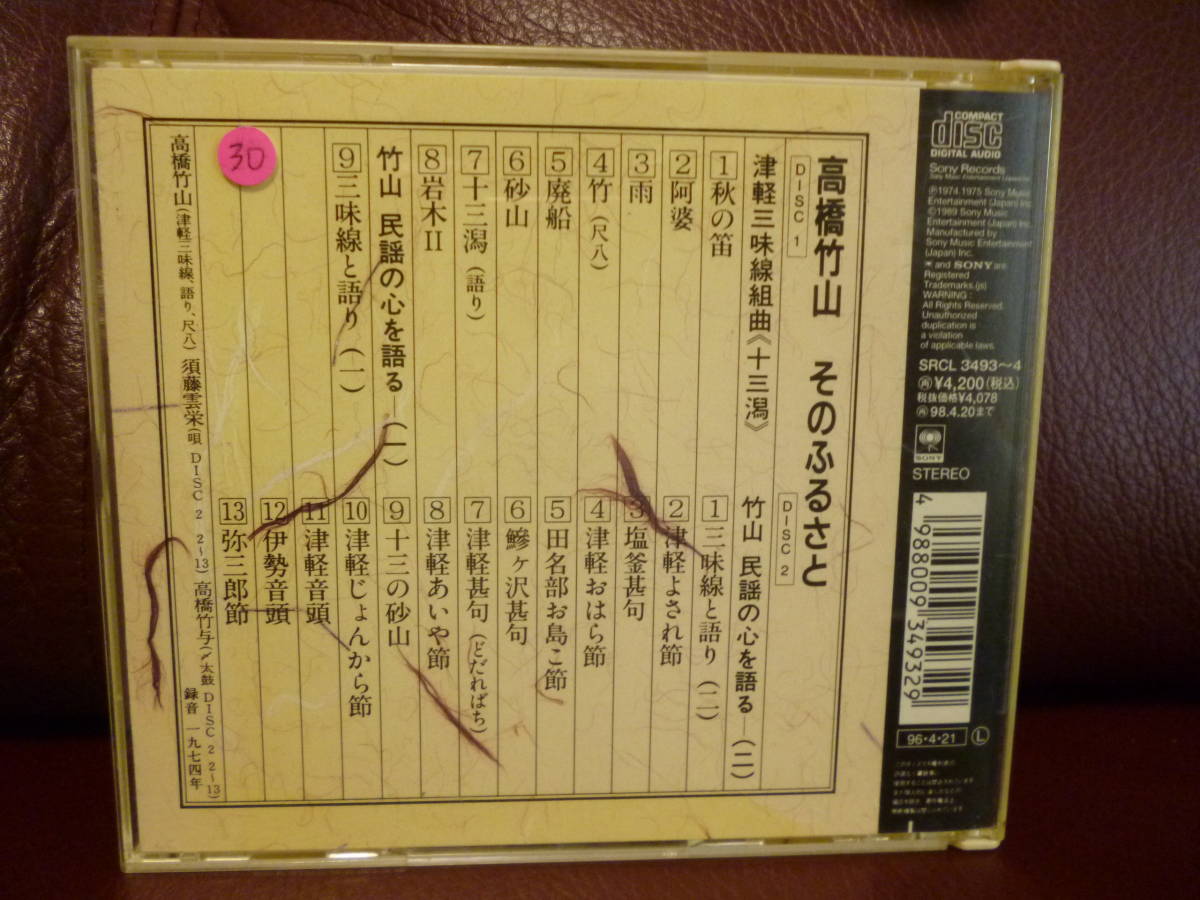 高橋竹山　そのふるさと
DISC 1
津軽三味線組曲《十三潟》
1 秋の笛
2 阿婆
3 雨
4 竹（尺八）
5 廃船
6 砂山
7 十三潟（語り）
8 岩木II
竹山 民謡の心を語る―（一）
9 三味線と語り（一）
DISC 2
竹山 民謡の心を語る―（二）
1 三味線と語り（二）
2 津軽よされ節
3 塩釜甚句
4 津軽おはら節
5 田名部お島こ節
6 鰺ヶ沢甚句
7 津軽甚句（どだればち）
8 津軽あいや節
9 十三の砂山
10 津軽じょんから節
11 津軽音頭
12 伊勢音頭
13 弥三郎節
高橋竹山（津軽三味線、語り、尺八）須藤雲栄（唄 DISC 2 2〜13）高橋竹与（〆太鼓 DISC 2 2〜13）
録音 一九七四年
30
COMPACT
disc
DIGITAL AUDIO
Sony Records
℗1974.1975 Sony Music
Entertainment (Japan) Inc.
©1989 Sony Music
Entertainment (Japan) Inc.
Manufactured by
Sony Music Entertainment
(Japan) Inc.
and SONY are
Registered
Trademarks.(js)
WARNING:
All Rights Reserved.
Unauthorized
duplication is
a violation
of applicable laws.
SRCL 3493〜4
再¥4,200(税込)
税抜価格¥4,078
再98.4.20まで
SONY
STEREO
4 988009 349329
96・4・21 L